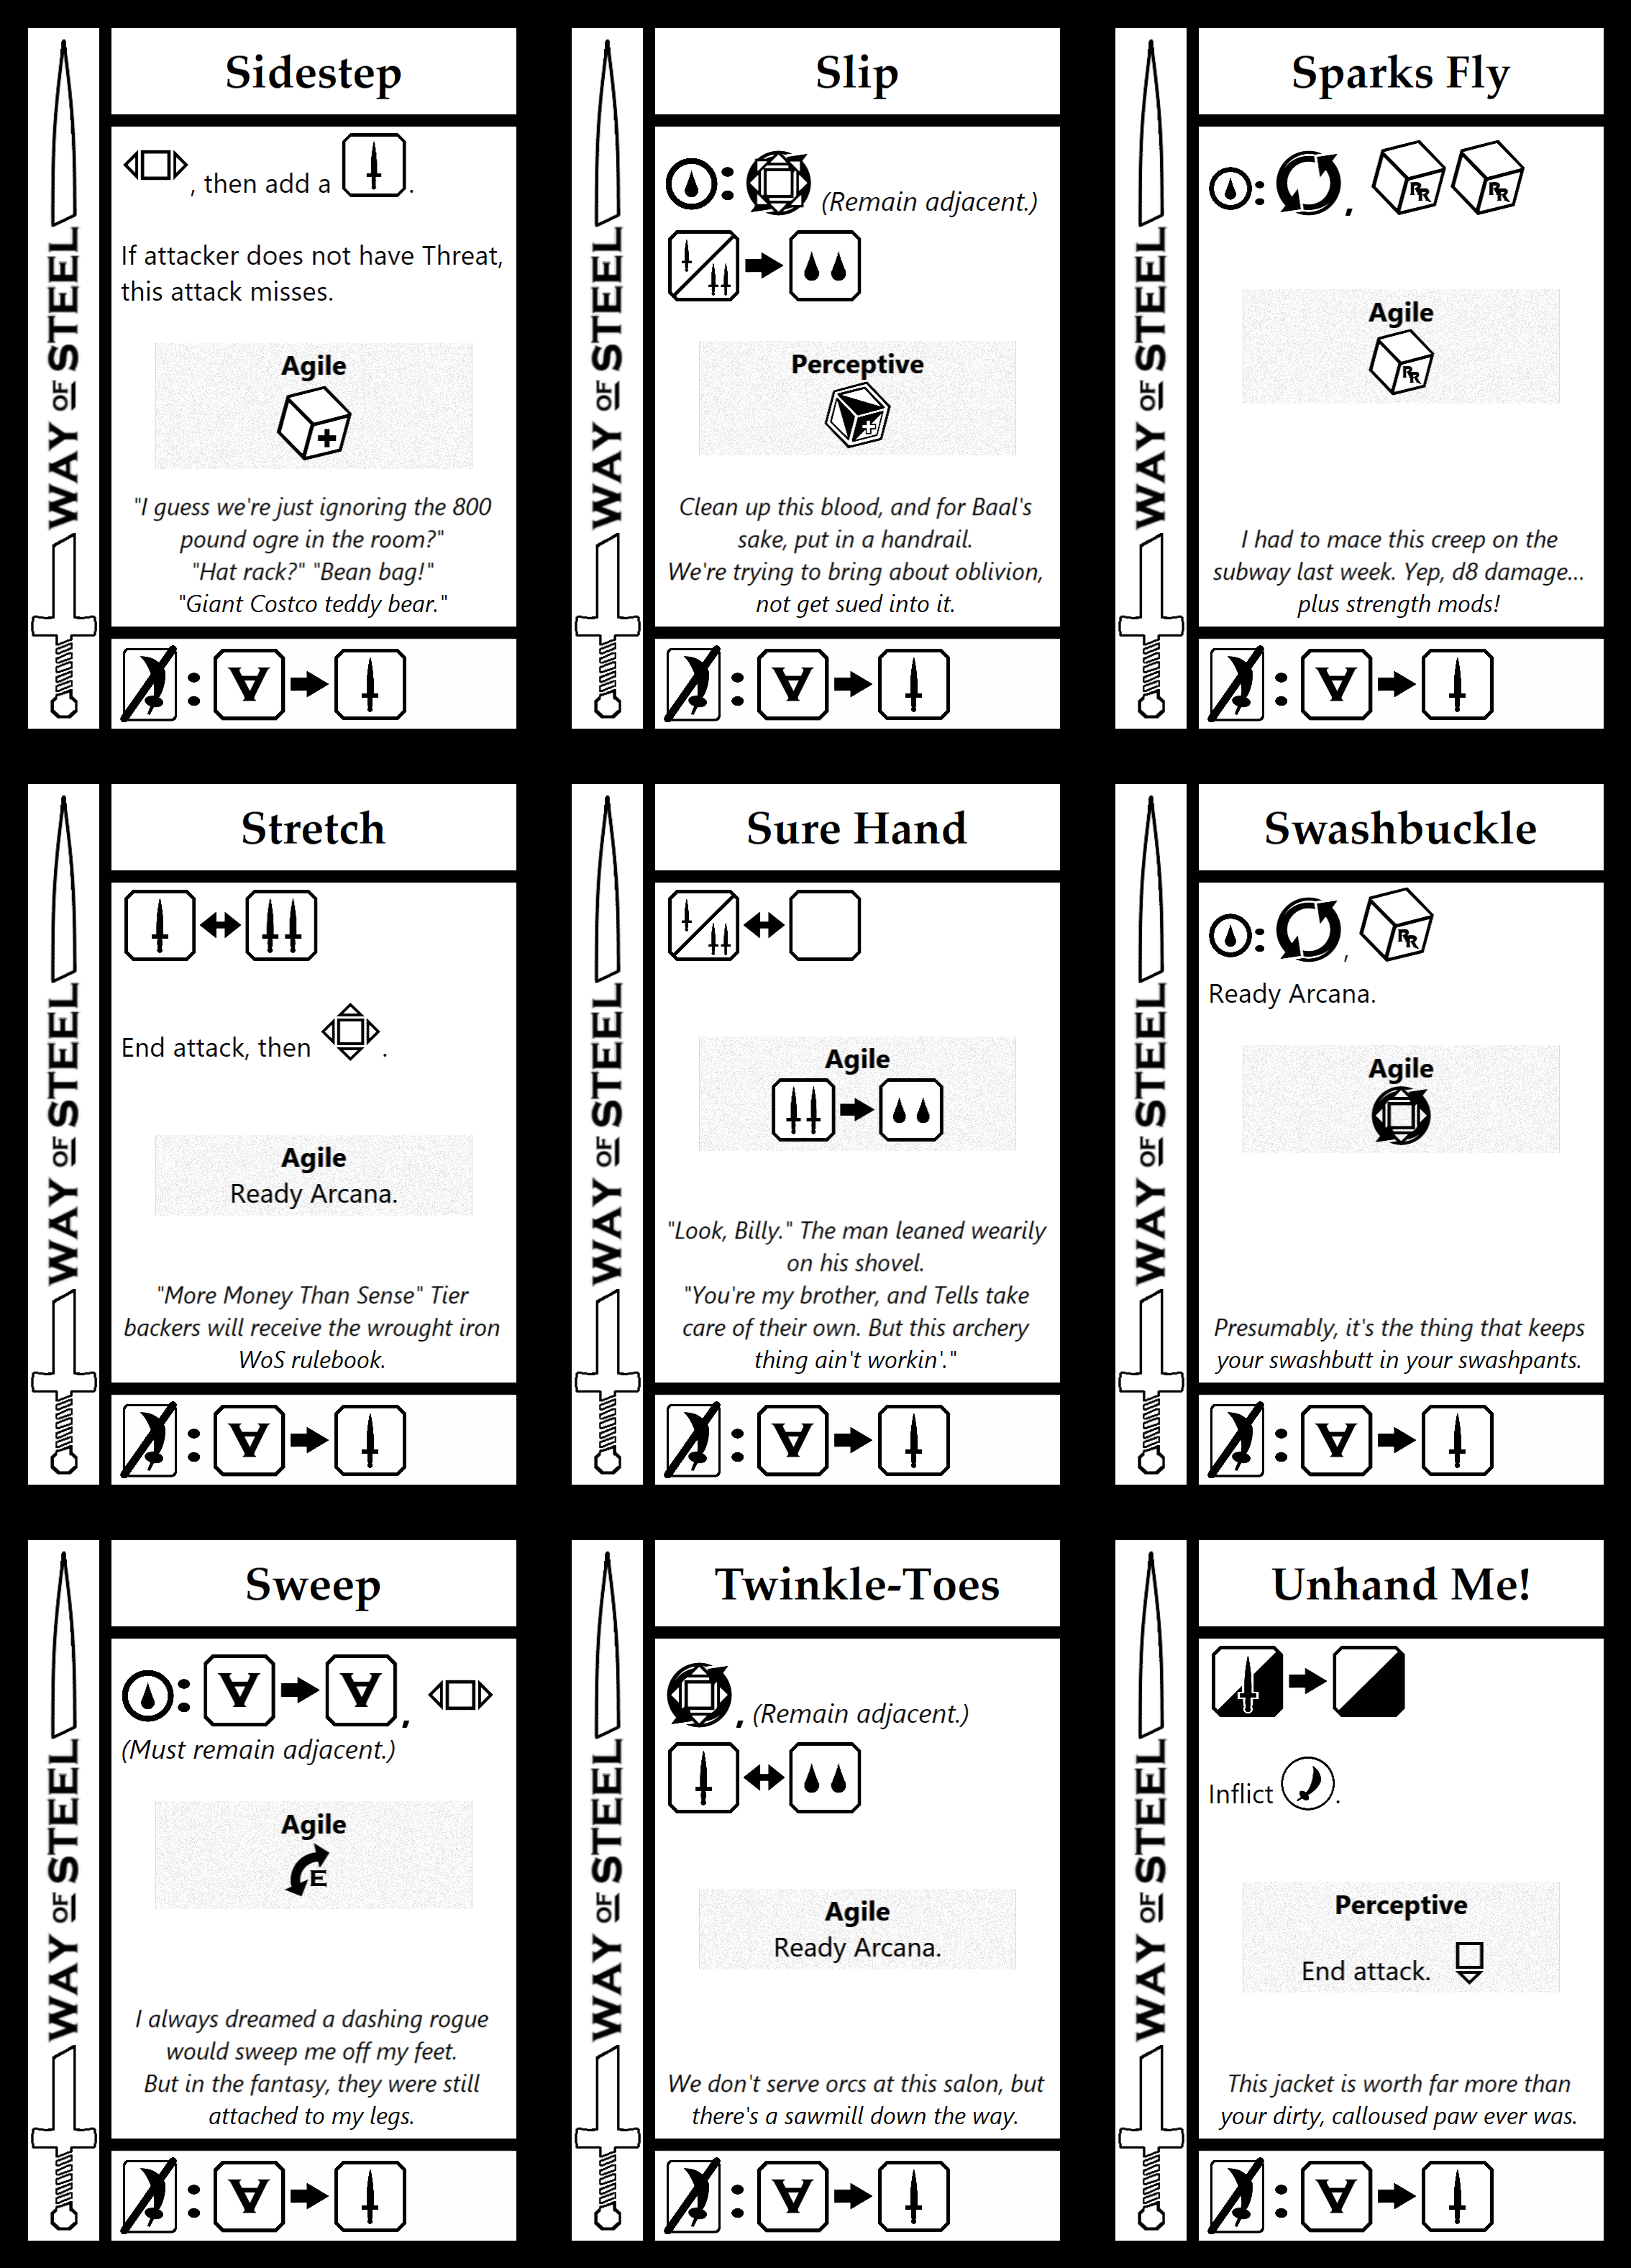 Sidestep
, then add a .
If attacker does not have Threat,
this attack misses.
Agile
"I guess we're just ignoring the 800
pound ogre in the room?"
"Hat rack?" "Bean bag!"
"Giant Costco teddy bear."
∀
WAY OF STEEL
Slip
: (Remain adjacent.)
Perceptive
Clean up this blood, and for Baal's
sake, put in a handrail.
We're trying to bring about oblivion,
not get sued into it.
∀
WAY OF STEEL
Sparks Fly
: , RR RR
Agile
RR
I had to mace this creep on the
subway last week. Yep, d8 damage...
plus strength mods!
∀
WAY OF STEEL
Stretch
End attack, then .
Agile
Ready Arcana.
"More Money Than Sense" Tier
backers will receive the wrought iron
WoS rulebook.
∀
WAY OF STEEL
Sure Hand
Agile
"Look, Billy." The man leaned wearily
on his shovel.
"You're my brother, and Tells take
care of their own. But this archery
thing ain't workin'."
∀
WAY OF STEEL
Swashbuckle
: , RR
Ready Arcana.
Agile
Presumably, it's the thing that keeps
your swashbutt in your swashpants.
∀
WAY OF STEEL
Sweep
: ∀ ∀ ,
(Must remain adjacent.)
Agile
E
I always dreamed a dashing rogue
would sweep me off my feet.
But in the fantasy, they were still
attached to my legs.
∀
WAY OF STEEL
Twinkle-Toes
, (Remain adjacent.)
Agile
Ready Arcana.
We don't serve orcs at this salon, but
there's a sawmill down the way.
∀
WAY OF STEEL
Unhand Me!
Inflict .
Perceptive
End attack.
This jacket is worth far more than
your dirty, calloused paw ever was.
∀
WAY OF STEEL